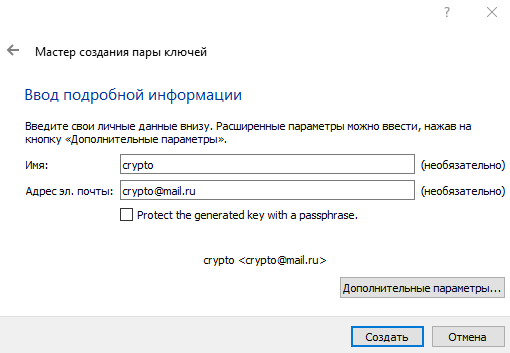 ?
Мастер создания пары ключей
Ввод подробной информации
Введите свои личные данные внизу. Расширенные параметры можно ввести, нажав на
кнопку «Дополнительные параметры».
Имя: crypto (необязательно)
Адрес эл. почты: crypto@mail.ru (необязательно)
Protect the generated key with a passphrase.
crypto <crypto@mail.ru>
Дополнительные параметры...
Создать Отмена